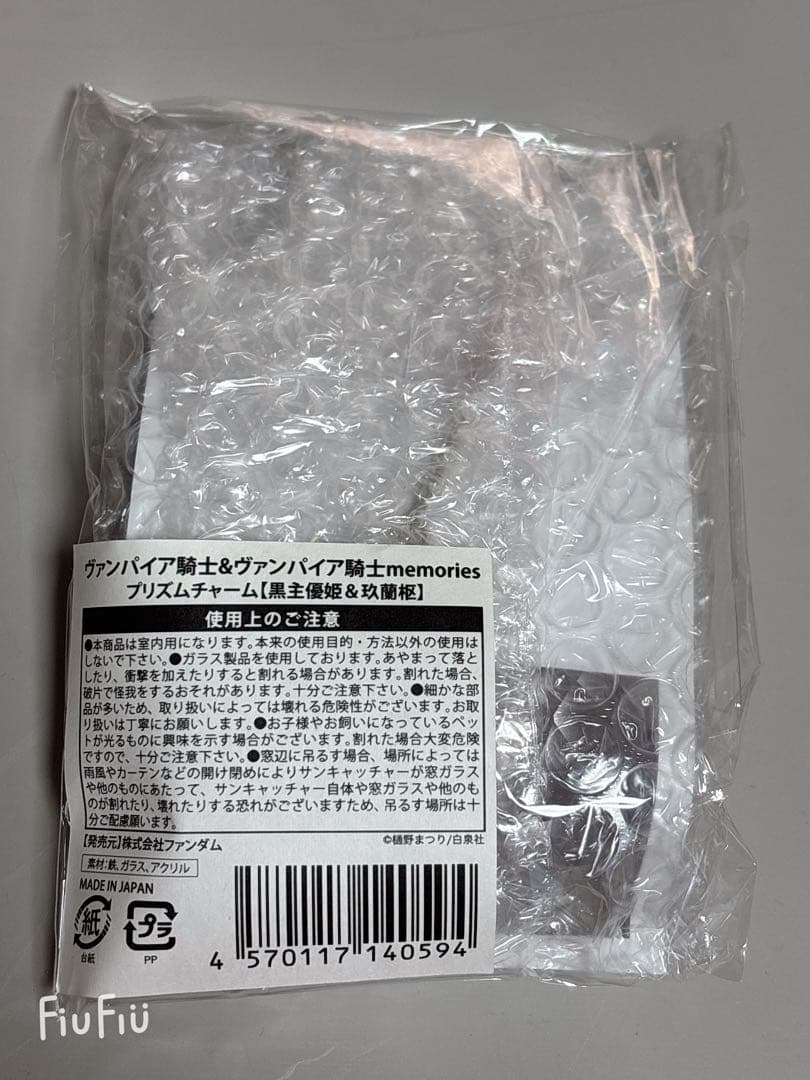 ヴァンパイア騎士&ヴァンパイア騎士memories
プリズムチャーム【黒主優姫&玖蘭枢】
使用上のご注意
●本商品は室内用になります。本来の使用目的・方法以外の使用は
しないで下さい。●ガラス製品を使用しております。あやまって落と
したり、衝撃を加えたりすると割れる場合があります。割れた場合、
破片で怪我をするおそれがあります。十分ご注意下さい。●細かな部
品が多いため、取り扱いによっては壊れる危険性がございます。お取
り扱いは丁寧にお願いします。●お子様やお飼いになっているペッ
トが光るものに興味を示す場合がございます。割れた場合大変危険
ですので、十分ご注意下さい。●窓辺に吊るす場合、場所によっては
雨風やカーテンなどの開け閉めによりサンキャッチャーが窓ガラス
や他のものにあたって、サンキャッチャー自体や窓ガラスや他のも
のが割れたり、壊れたりする恐れがございますため、吊るす場所は十
分ご配慮願います。
【発売元】株式会社ファンダム
©樋野まつり/白泉社
素材:鉄、ガラス、アクリル
MADE IN JAPAN
紙
プラ
台紙
PP
4 570117 140594
FiuFiu